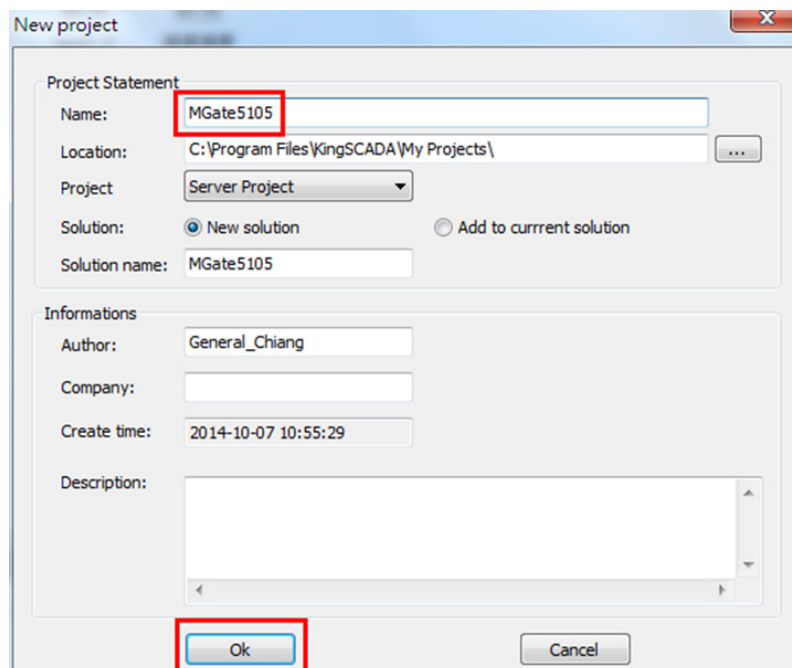 New project
Project Statement
Name: MGate5105
Location: C:\Program Files\KingSCADA\My Projects\ ...
Project Server Project
Solution: New solution Add to currrent solution
Solution name: MGate5105
Informations
Author: General_Chiang
Company:
Create time: 2014-10-07 10:55:29
Description:
Ok Cancel